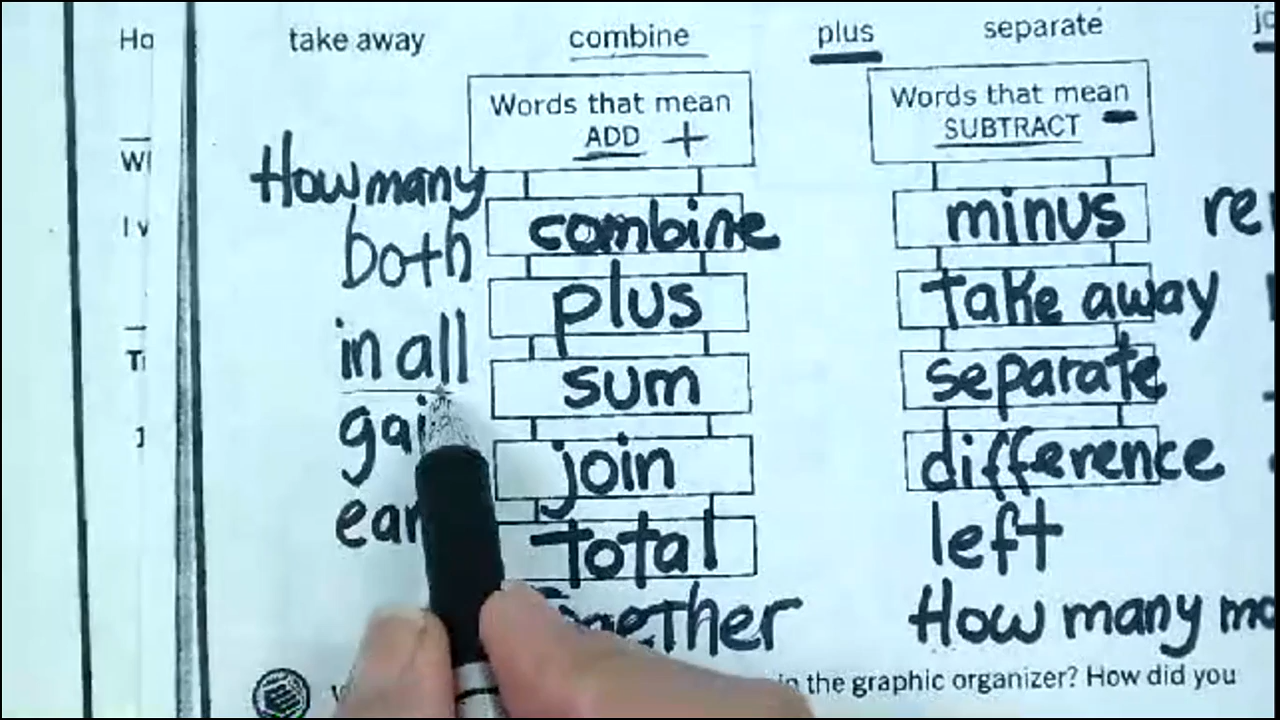 take away combine plus separate
Words that mean
ADD +
Words that mean -
SUBTRACT
How many
both
in all
combine
plus
sum
join
total
minus
take away
separate
difference
left
How many
in the graphic organizer? How did you